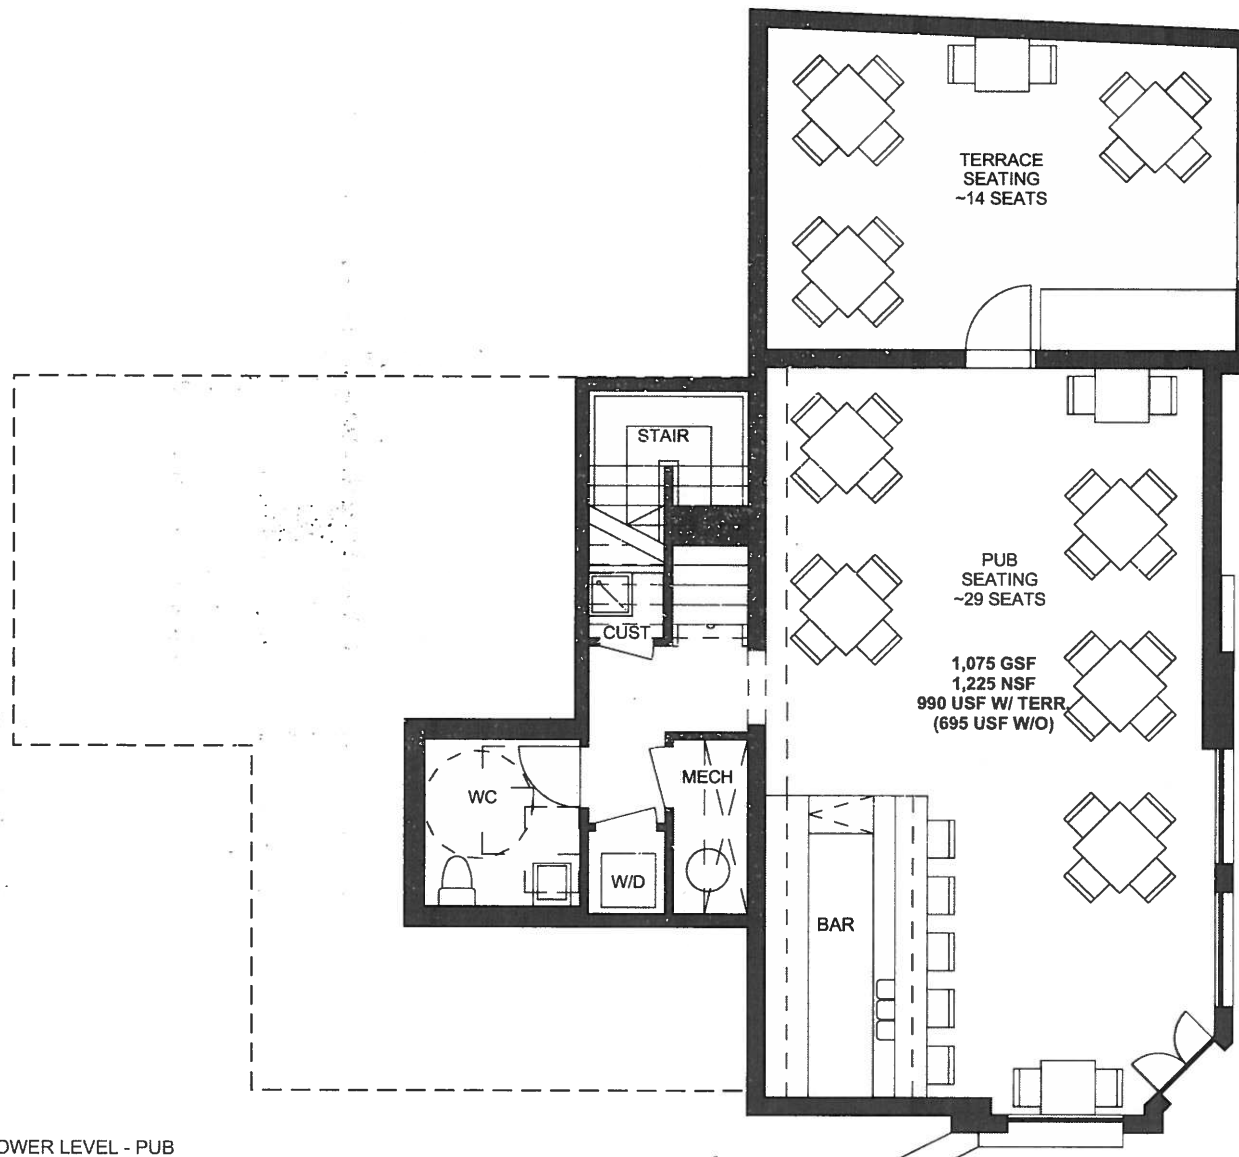 TERRACE
SEATING
~14 SEATS
STAIR
PUB
SEATING
~29 SEATS
CUST
1,075 GSF
1,225 NSF
990 USF W/ TERR.
(695 USF W/O)
MECH
WC
W/D
BAR
OWER LEVEL - PUB